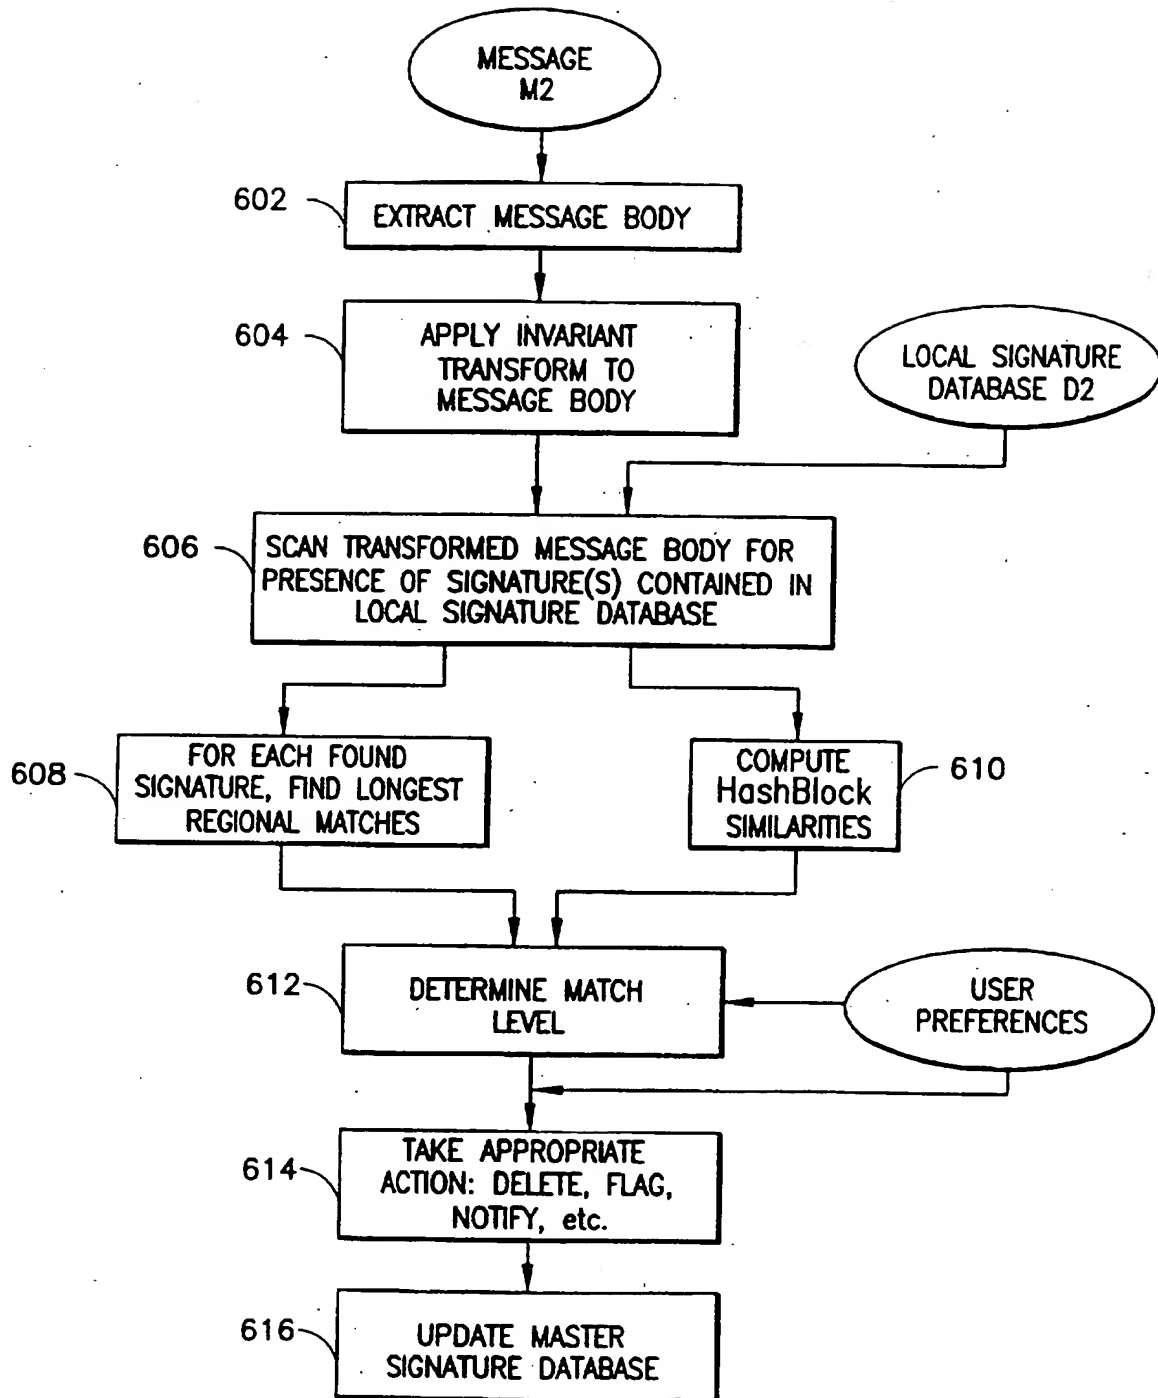 MESSAGE
M2
602
EXTRACT MESSAGE BODY
604
APPLY INVARIANT
TRANSFORM TO
MESSAGE BODY
LOCAL SIGNATURE
DATABASE D2
606
SCAN TRANSFORMED MESSAGE BODY FOR
PRESENCE OF SIGNATURE(S) CONTAINED IN
LOCAL SIGNATURE DATABASE
608
FOR EACH FOUND
SIGNATURE, FIND LONGEST
REGIONAL MATCHES
COMPUTE
HashBlock
SIMILARITIES
610
612
DETERMINE MATCH
LEVEL
USER
PREFERENCES
614
TAKE APPROPRIATE
ACTION: DELETE, FLAG,
NOTIFY, etc.
616
UPDATE MASTER
SIGNATURE DATABASE